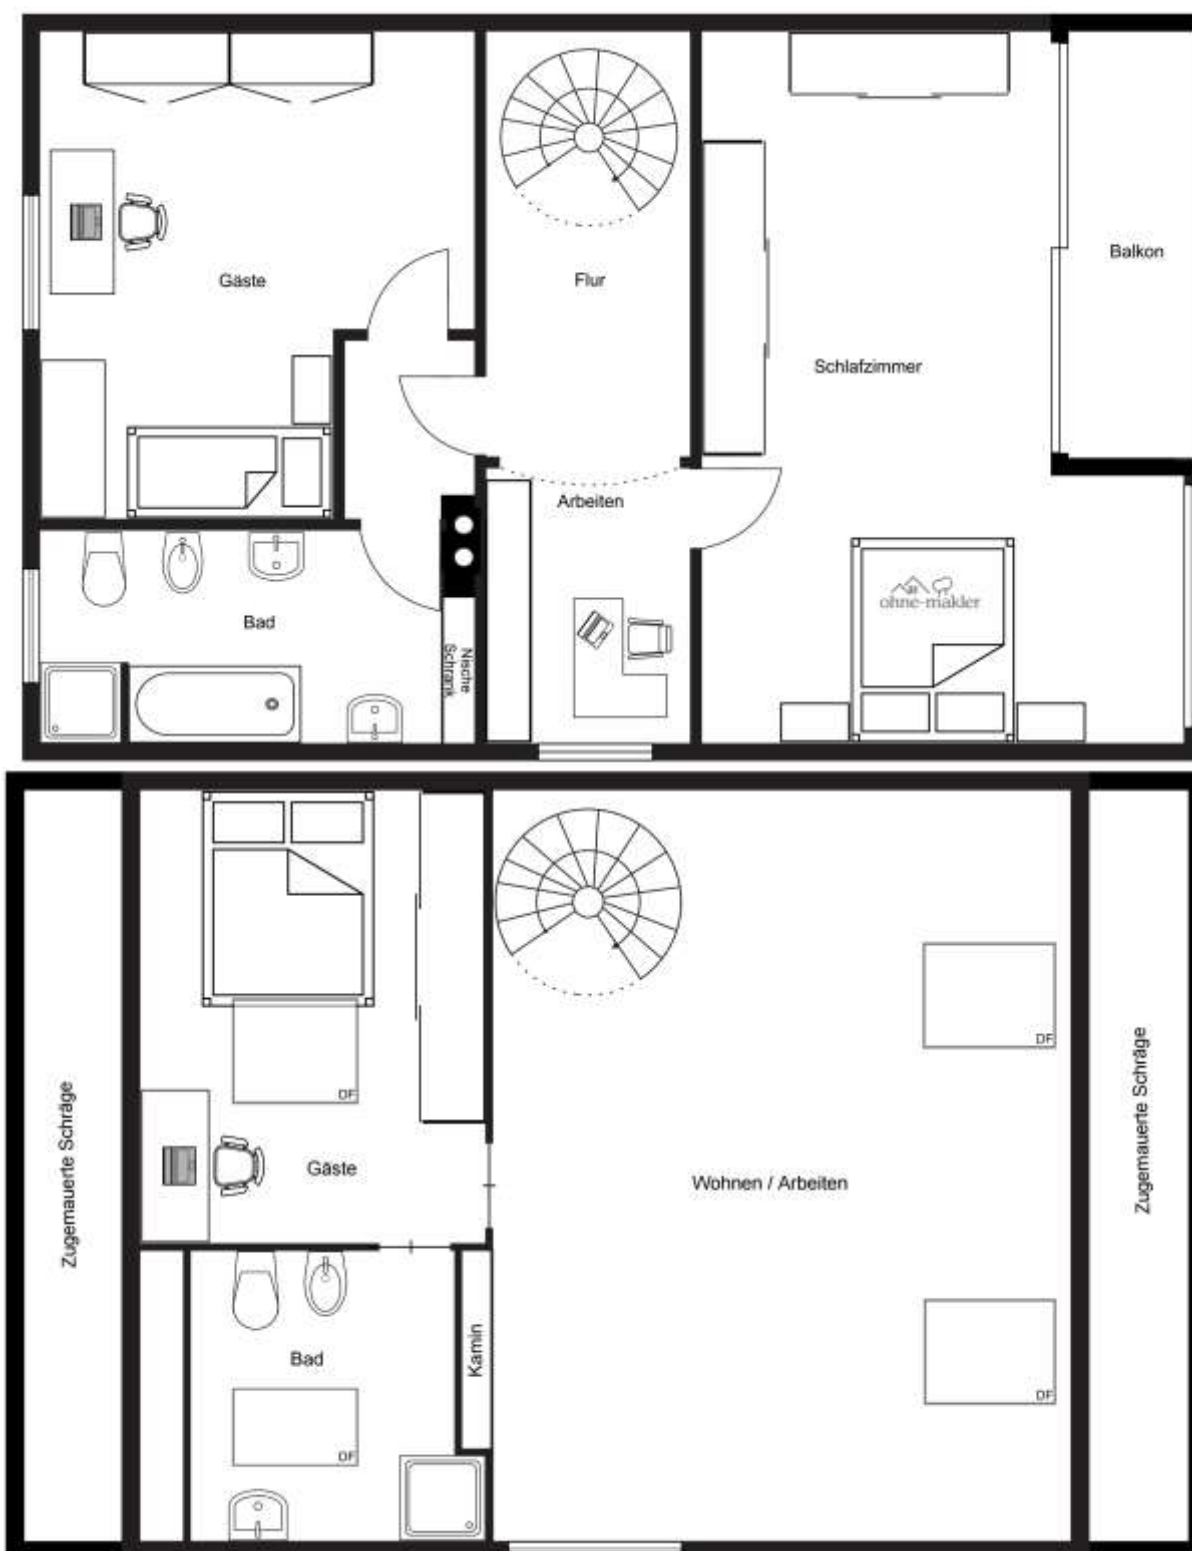 Gäste
Flur
Balkon
Schlafzimmer
Arbeiten
ohne-makler
Bad
Nische
Schrank
DF
DF
Zugemauerte Schräge
Gäste
Wohnen / Arbeiten
Zugemauerte Schräge
Bad
Kamin
DF
DF